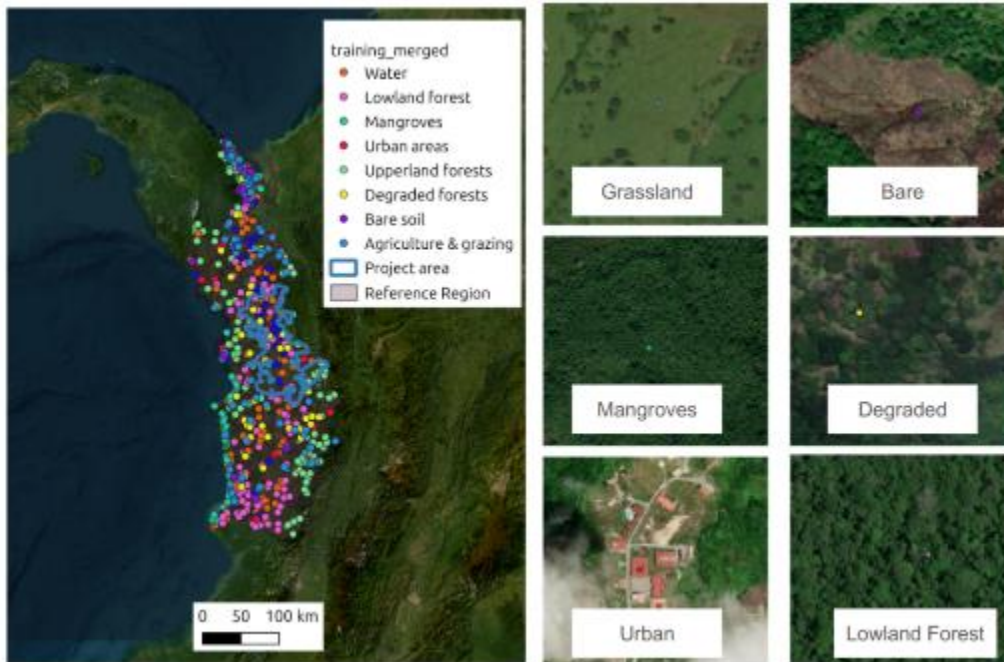 training_merged
Water
Lowland forest
Mangroves
Urban areas
Upperland forests
Degraded forests
Bare soil
Agriculture & grazing
Project area
Reference Region
0 50 100 km
Grassland
Bare
Mangroves
Degraded
Urban
Lowland Forest